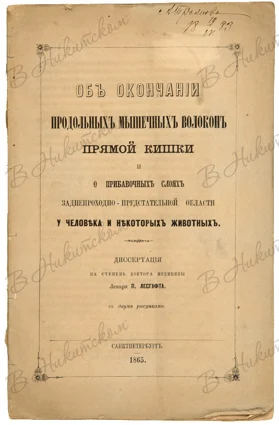 ОБЪ ОКОНЧАНІИ
ПРОДОЛЬНЫХЪ МЫШЕЧНЫХЪ ВОЛОКОНЪ
ПРЯМОЙ КИШКИ
И
О ПРИБАВОЧНЫХЪ СЛОЯХЪ
ЗАДНЕПРОХОДНО-ПРЕДСТАТЕЛЬНОЙ ОБЛАСТИ
У ЧЕЛОВѢКА И НѢКОТОРЫХЪ ЖИВОТНЫХЪ.
ДИССЕРТАЦІЯ
НА СТЕПЕНЬ ДОКТОРА МЕДИЦИНЫ
Лекаря П. ЛЕСГАФТА.
съ двумя рисунками.
САНКТПЕТЕРБУРГЪ.
1865.
В Никитском